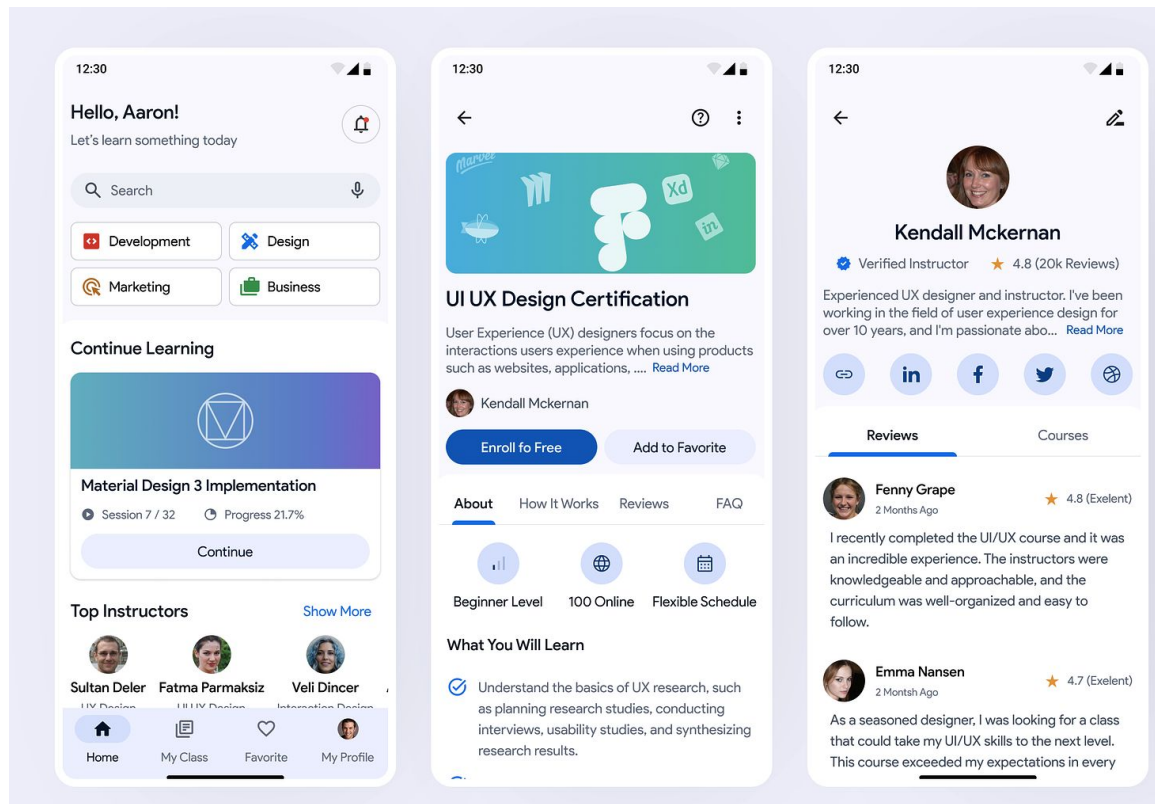 12:30
Hello, Aaron!
Let's learn something today
Search
Development
Design
Marketing
Business
Continue Learning
Material Design 3 Implementation
Session 7 / 32
Progress 21.7%
Continue
Top Instructors
Show More
Sultan Deler
Fatma Parmaksiz
Veli Dincer
UX Design
UI UX Design
Interaction Design
Home
My Class
Favorite
My Profile
12:30
Marvel
Xd
in
UI UX Design Certification
User Experience (UX) designers focus on the
interactions users experience when using products
such as websites, applications, .... Read More
Kendall Mckernan
Enroll fo Free
Add to Favorite
About
How It Works
Reviews
FAQ
Beginner Level
100 Online
Flexible Schedule
What You Will Learn
Understand the basics of UX research, such
as planning research studies, conducting
interviews, usability studies, and synthesizing
research results.
12:30
Kendall Mckernan
Verified Instructor
4.8 (20k Reviews)
Experienced UX designer and instructor. I've been
working in the field of user experience design for
over 10 years, and I'm passionate abo... Read More
in
f
Reviews
Courses
Fenny Grape
4.8 (Exelent)
2 Months Ago
I recently completed the UI/UX course and it was
an incredible experience. The instructors were
knowledgeable and approachable, and the
curriculum was well-organized and easy to
follow.
Emma Nansen
4.7 (Exelent)
2 Montsh Ago
As a seasoned designer, I was looking for a class
that could take my UI/UX skills to the next level.
This course exceeded my expectations in every